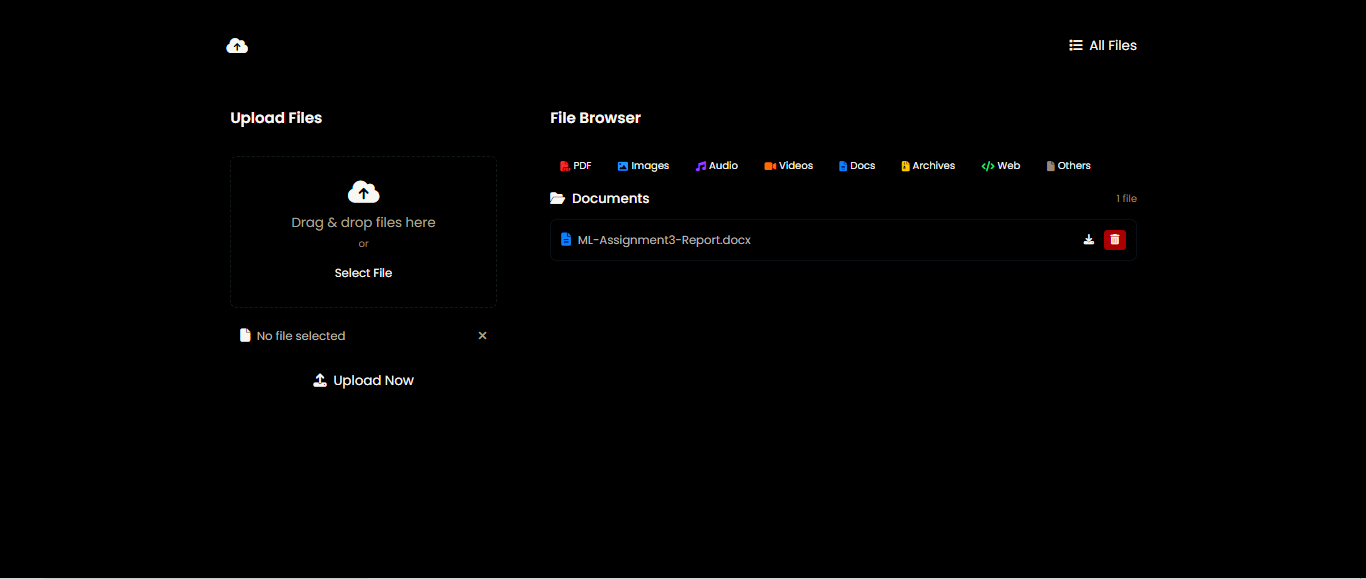 All Files
Upload Files
File Browser
PDF Images Audio Videos Docs Archives Web Others
Documents
1 file
ML-Assignment3-Report.docx
Drag & drop files here
or
Select File
No file selected
Upload Now